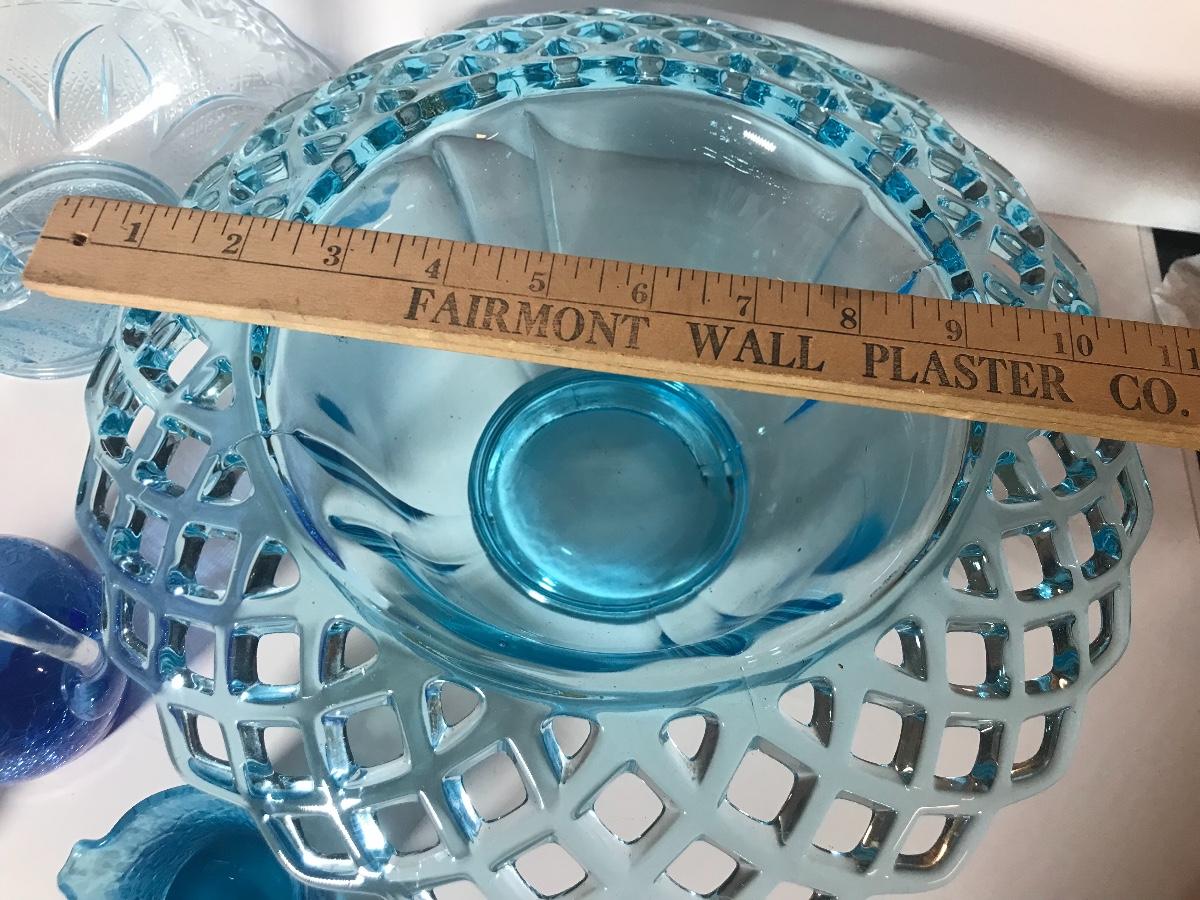 1 2 3 4 5 6 7 8 9 10 11
FAIRMONT WALL PLASTER CO.